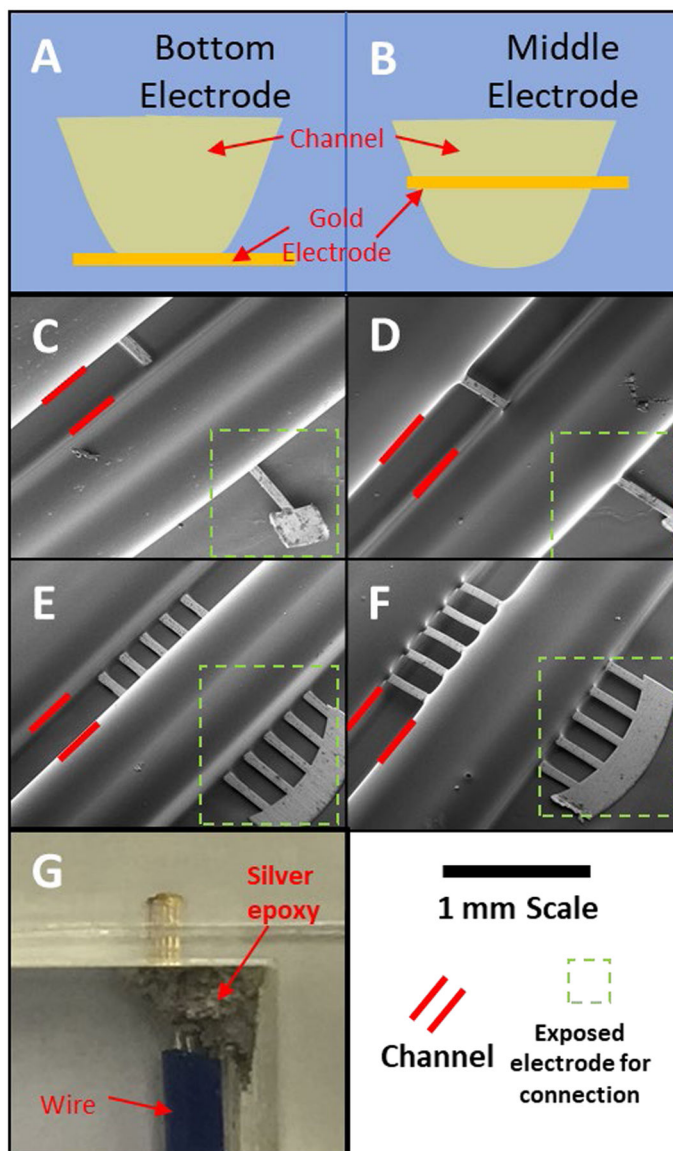 A
Bottom
Electrode
B
Middle
Electrode
Channel
Gold
Electrode
C
D
E
F
G
Silver
epoxy
Wire
1 mm Scale
Channel
Exposed
electrode for
connection